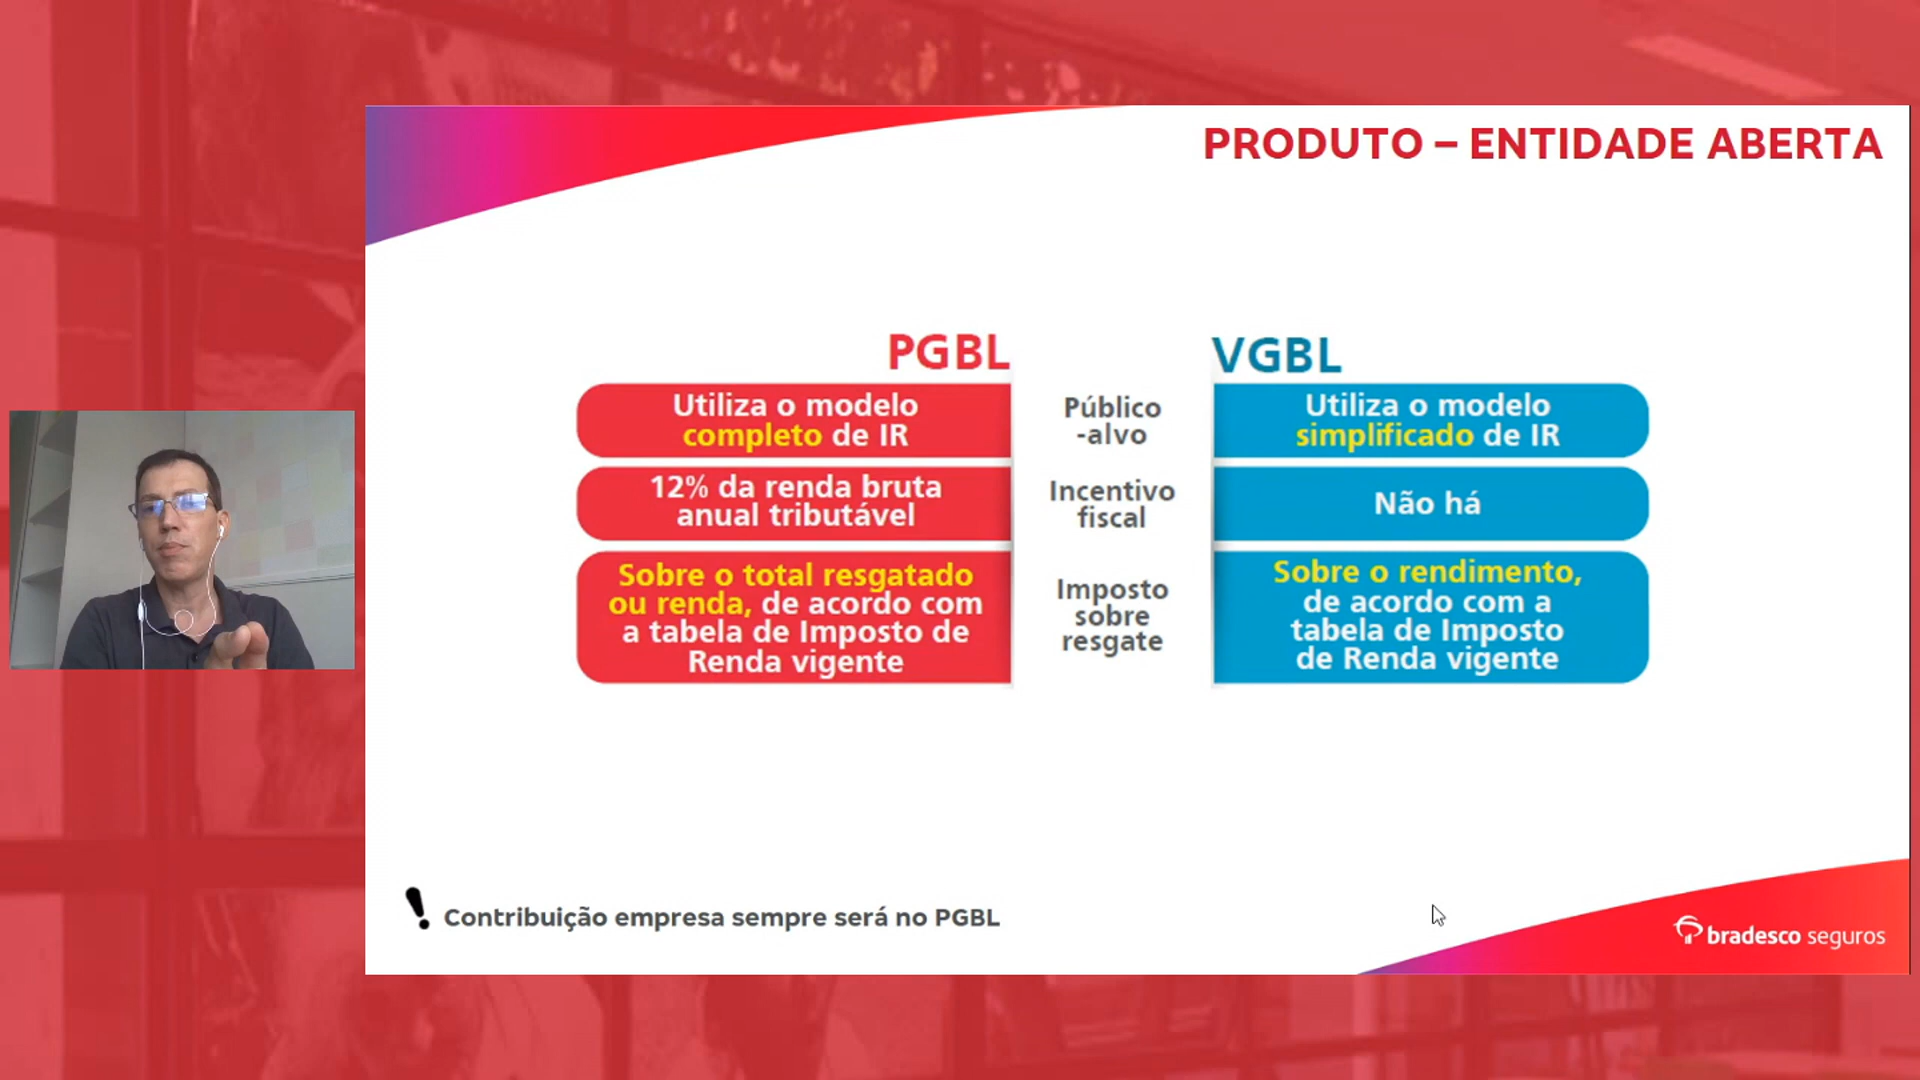 PRODUTO – ENTIDADE ABERTA
PGBL
VGBL
Utiliza o modelo
completo de IR
Público
-alvo
Utiliza o modelo
simplificado de IR
12% da renda bruta
anual tributável
Incentivo
fiscal
Não há
Sobre o total resgatado
ou renda, de acordo com
a tabela de Imposto de
Renda vigente
Imposto
sobre
resgate
Sobre o rendimento,
de acordo com a
tabela de Imposto
de Renda vigente
! Contribuição empresa sempre será no PGBL
bradesco seguros